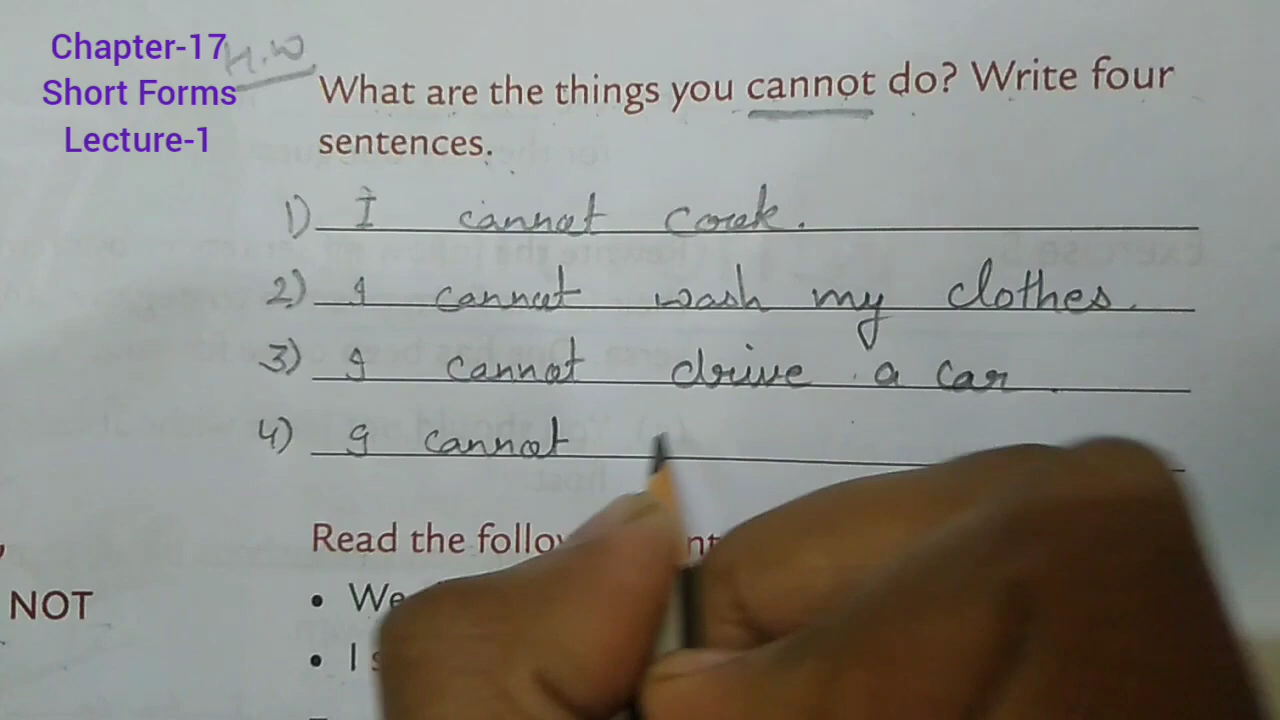 Chapter-17
Short Forms
Lecture-1
H.W
What are the things you cannot do? Write four
sentences.
1) I cannot cook.
2) I cannot wash my clothes.
3) I cannot drive a car.
4) I cannot
Read the
NOT
• We
• I